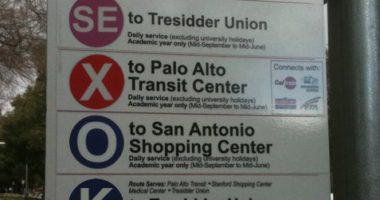 SE to Tresidder Union
Daily service (excluding university holidays)
Academic year only (Mid-September to Mid-June)
X to Palo Alto
Transit Center
Daily service (excluding university holidays)
Academic year only (Mid-September to Mid-June)
Connects with:
O to San Antonio
Shopping Center
Daily service (excluding university holidays)
Academic year only (Mid-September to Mid-June)
Route Serves: Palo Alto Transit • Stanford Shopping Center
Medical Center • Tresidder Union
K